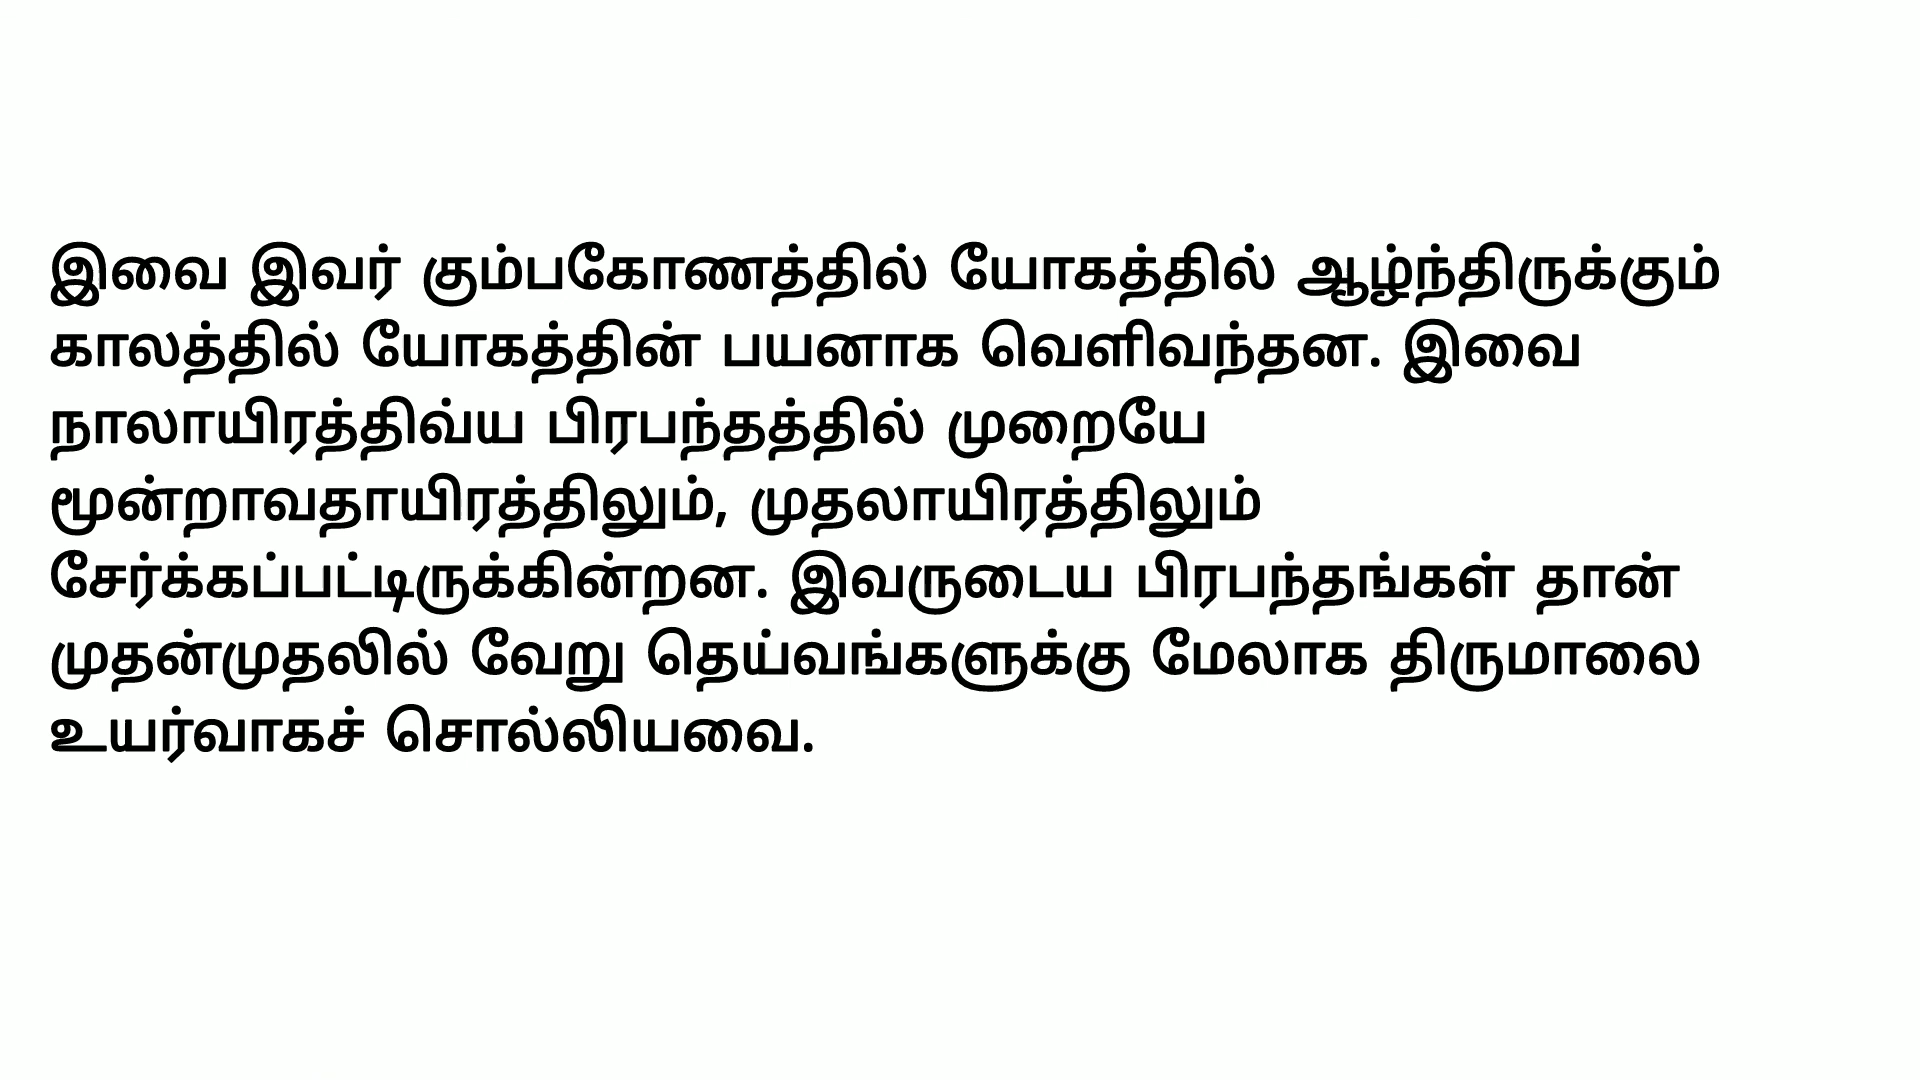 இவை இவர் கும்பகோணத்தில் யோகத்தில் ஆழ்ந்திருக்கும்
காலத்தில் யோகத்தின் பயனாக வெளிவந்தன. இவை
நாலாயிரத்திவ்ய பிரபந்தத்தில் முறையே
மூன்றாவதாயிரத்திலும், முதலாயிரத்திலும்
சேர்க்கப்பட்டிருக்கின்றன. இவருடைய பிரபந்தங்கள் தான்
முதன்முதலில் வேறு தெய்வங்களுக்கு மேலாக திருமாலை
உயர்வாகச் சொல்லியவை.